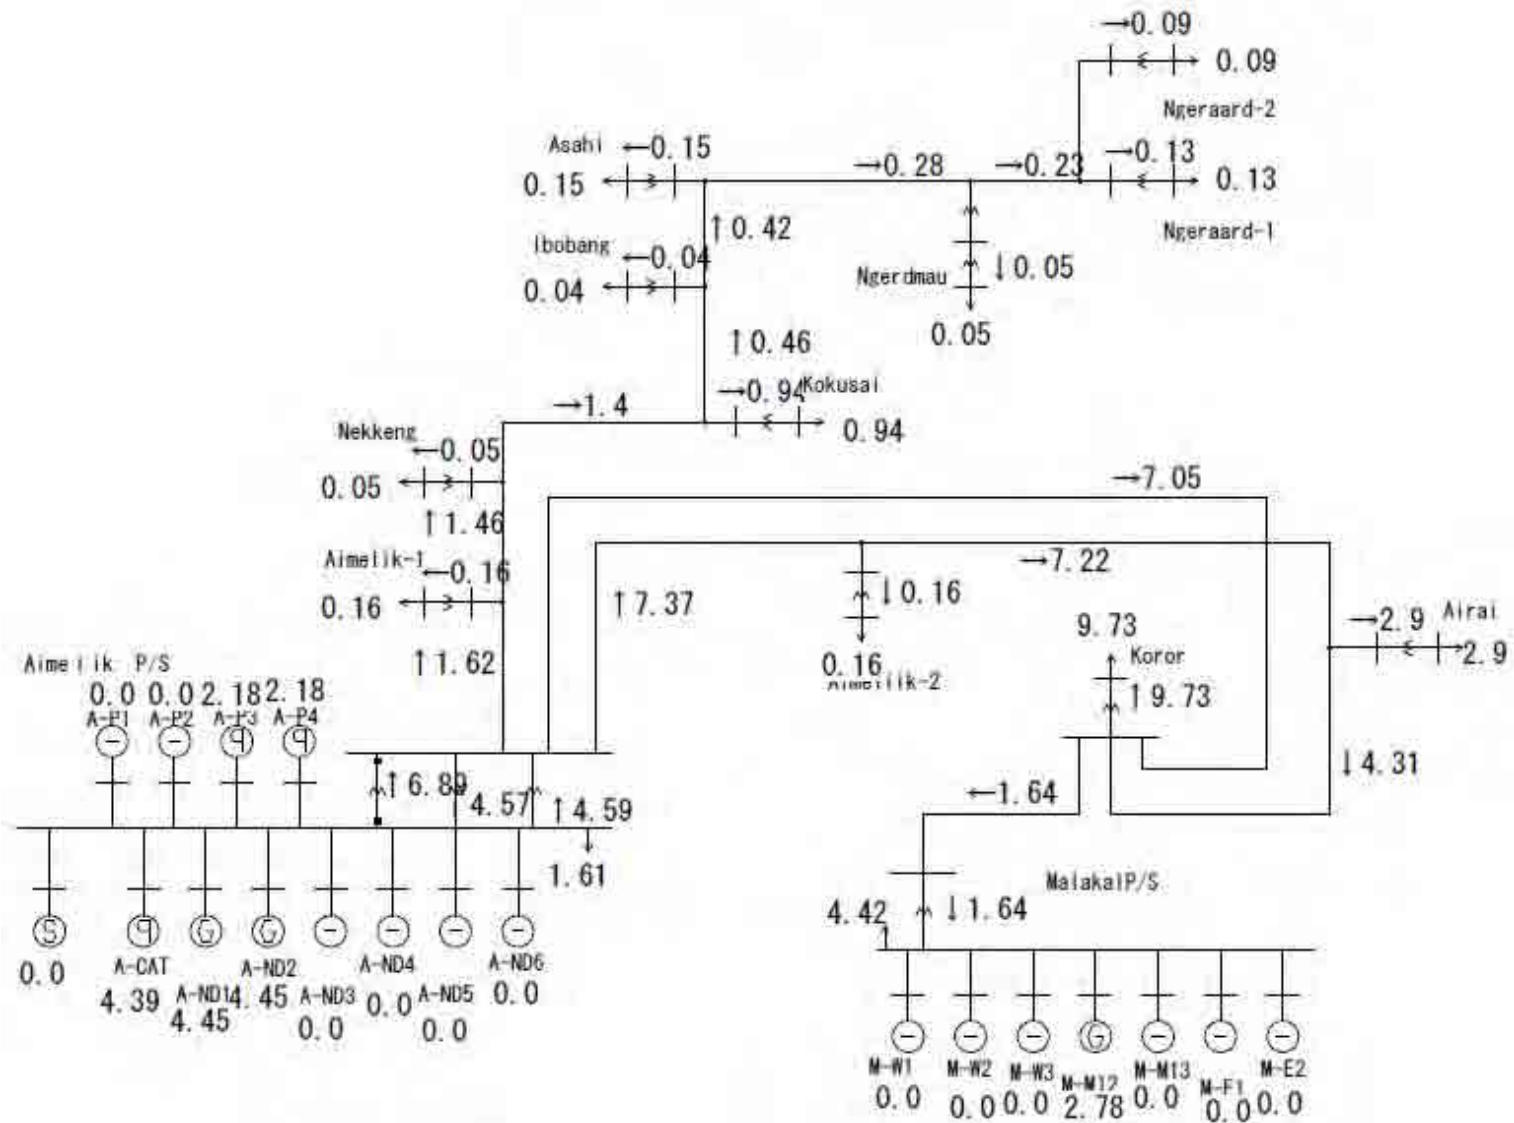 →0.09
0.09
Ngeraard-2
Asahi ←0.15
0.15
→0.28
→0.23
→0.13
0.13
Ngeraard-1
↑0.42
Ibobang
←0.04
0.04
Ngerdmau
↓0.05
0.05
↑0.46
→1.4
→0.94
Kokusai
0.94
Nekkeng
←0.05
0.05
→7.05
↑1.46
Aimelik-1
←0.16
0.16
→7.22
↓0.16
↑7.37
→2.9 Airai
2.9
9.73
Koror
↑9.73
0.16
Aimelik-2
↑1.62
Aimelik P/S
0.0 0.0 2.18 2.18
A-P1 A-P2 A-P3 A-P4
↓4.31
↑6.89
4.57
↑4.59
←1.64
1.61
MalakalP/S
4.42
↓1.64
S q G G
0.0
A-CAT
4.39
A-ND1
4.45
A-ND2
4.45
A-ND3
0.0
A-ND4
0.0
A-ND5
0.0
A-ND6
0.0
G
M-W1
0.0
M-W2
0.0
M-W3
0.0
M-M12
2.78
M-M13
0.0
M-F1
0.0
M-E2
0.0